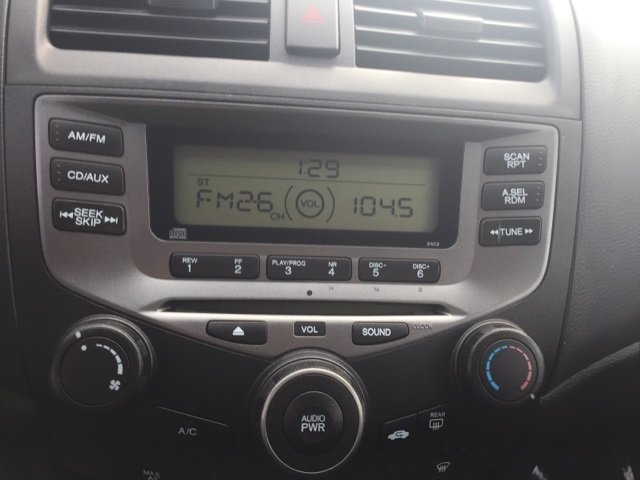 1:29
ST
FM2-6 CH VOL 104.5
AM/FM
CD/AUX
SEEK
SKIP
SCAN
RPT
A.SEL
RDM
TUNE
REW
1
FF
2
PLAY/PROG
3
NR
4
DISC-
5
DISC+
6
VOL
SOUND
CLOCK
AUDIO
PWR
A/C
REAR
MAX
A/C